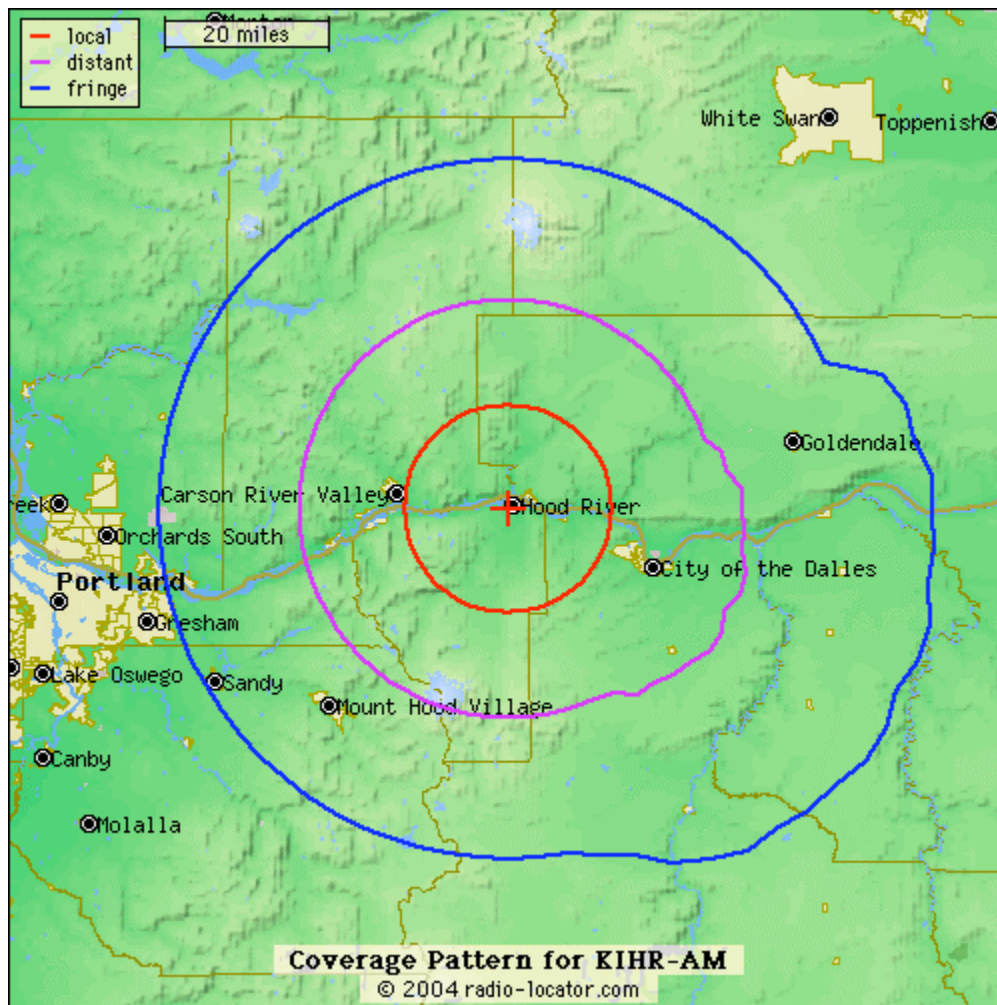 Morton
20 miles
local
distant
fringe
White Swan
Toppenish
Goldendale
Carson River Valley
Hood River
reek
Orchards South
City of the Dalles
Portland
Gresham
Lake Oswego
Sandy
Mount Hood Village
Canby
Molalla
Coverage Pattern for KIHR-AM
© 2004 radio-locator.com